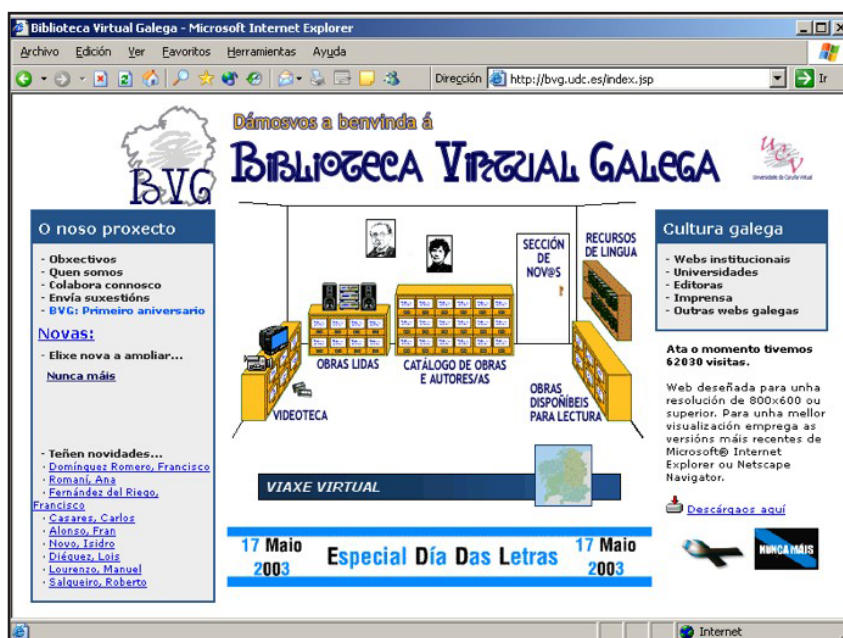 Biblioteca Virtual Galega - Microsoft Internet Explorer
Archivo Edición Ver Favoritos Herramientas Ayuda
Dirección http://bvg.udc.es/index.jsp Ir
Dámosvos a benvinda á
BIBLIOTECA VIRTUAL GALEGA
BVG
UCV
Universidade da Coruña Virtual
O noso proxecto
- Obxectivos
- Quen somos
- Colabora connosco
- Envía suxestións
- BVG: Primeiro aniversario
Novas:
- Elixe nova a ampliar...
Nunca máis
- Teñen novidades...
· Domínguez Romero, Francisco
· Romaní, Ana
· Fernández del Riego,
Francisco
· Casares, Carlos
· Alonso, Fran
· Novo, Isidro
· Diéguez, Lois
· Lourenzo, Manuel
· Salgueiro, Roberto
SECCIÓN
DE
NOV@S
RECURSOS
DE LINGUA
OBRAS LIDAS
CATÁLOGO DE OBRAS
E AUTORES/AS
VIDEOTECA
OBRAS
DISPOÑÍBEIS
PARA LECTURA
VIAXE VIRTUAL
17 Maio
2003
Especial Día Das Letras
17 Maio
2003
Cultura galega
- Webs institucionais
- Universidades
- Editoras
- Imprensa
- Outras webs galegas
Ata o momento tivemos
62030 visitas.
Web deseñada para unha
resolución de 800x600 ou
superior. Para unha mellor
visualización emprega as
versións máis recentes de
Microsoft® Internet
Explorer ou Netscape
Navigator.
Descárgaos aquí
NUNCA MÁIS
Internet